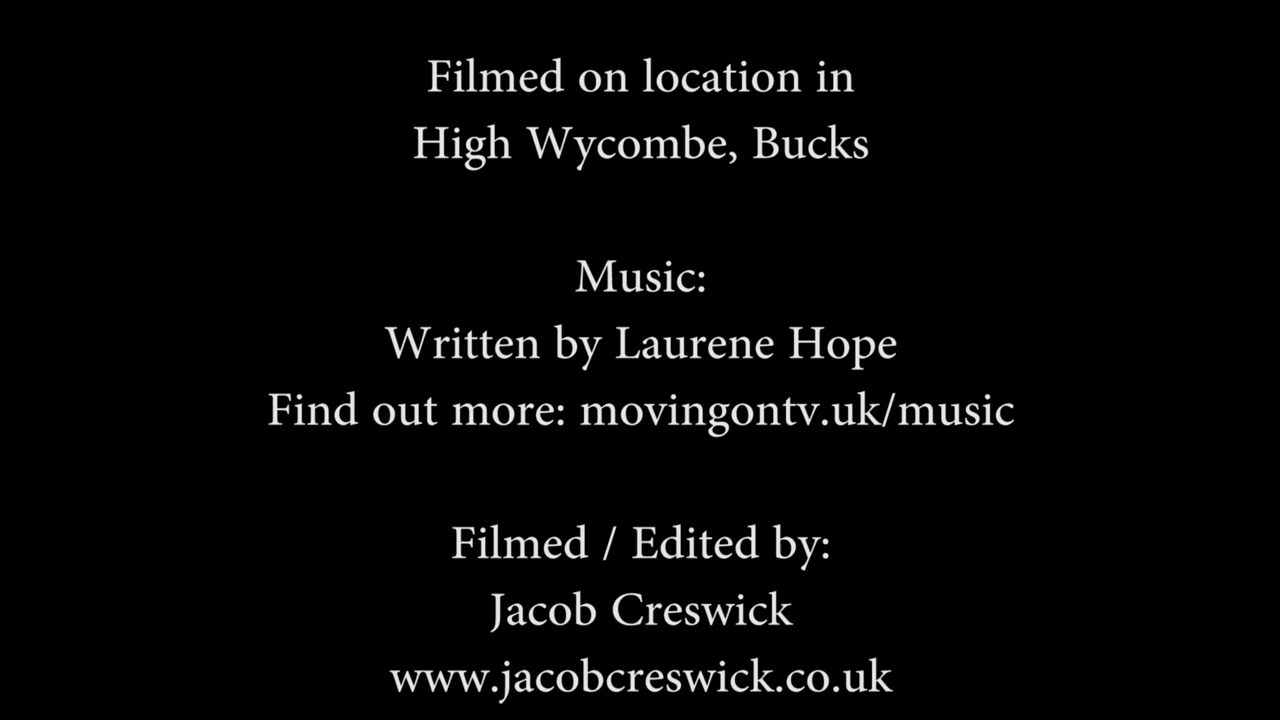 Filmed on location in
High Wycombe, Bucks
Music:
Written by Laurene Hope
Find out more: movingontv.uk/music
Filmed / Edited by:
Jacob Creswick
www.jacobcreswick.co.uk